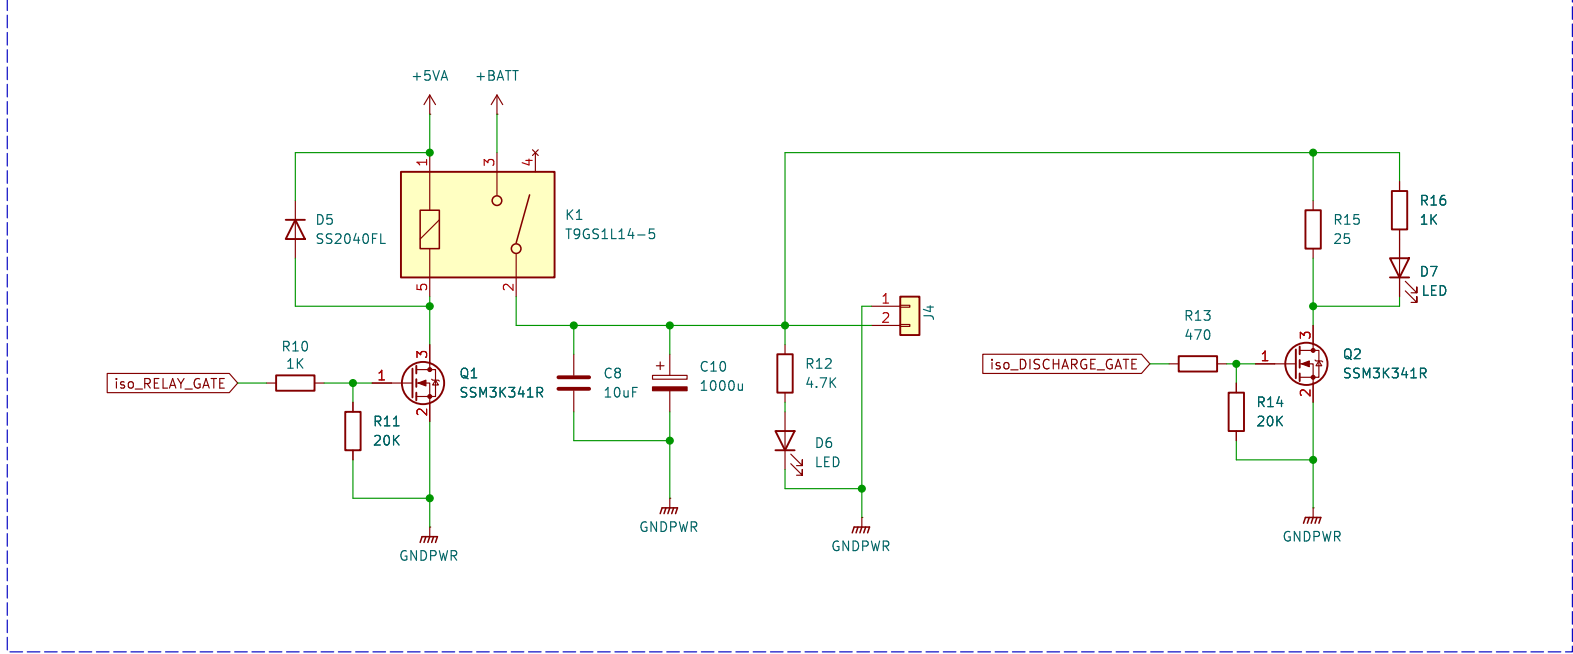 +5VA
+BATT
1
3
4
D5
SS2040FL
K1
T9GS1L14-5
5
2
R10
1K
iso_RELAY_GATE
1
3
2
Q1
SSM3K341R
R11
20K
GNDPWR
C8
10uF
+
C10
1000u
GNDPWR
R12
4.7K
D6
LED
GNDPWR
1
2
J4
R15
25
R16
1K
D7
LED
R13
470
iso_DISCHARGE_GATE
1
3
2
Q2
SSM3K341R
R14
20K
GNDPWR